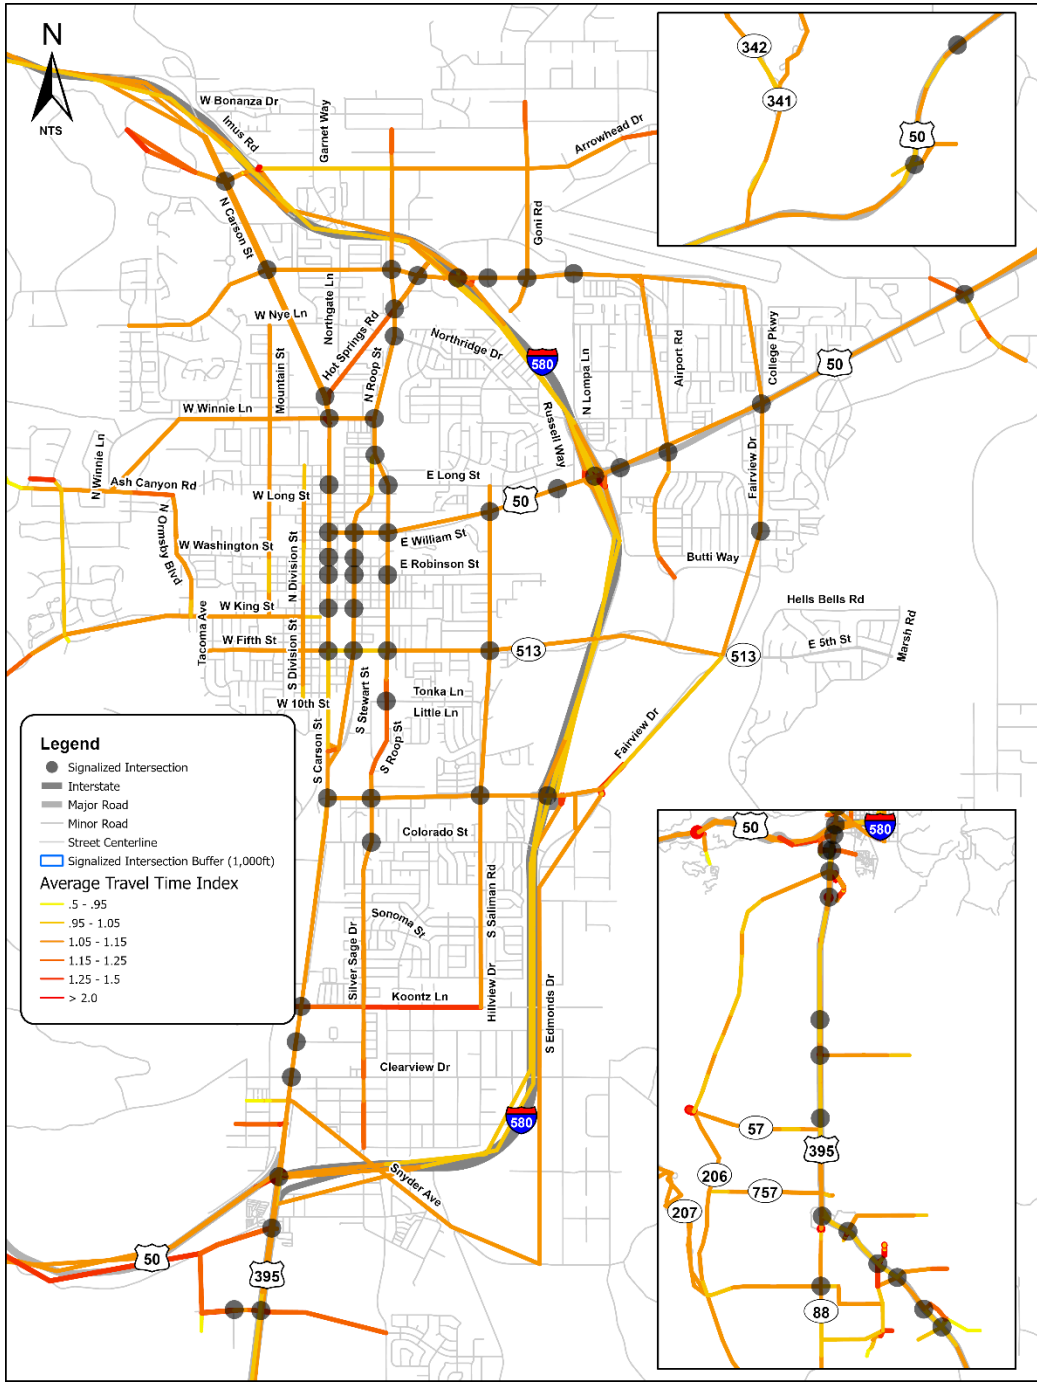 N
NTS
W Bonanza Dr
Imus Rd
Garnet Way
Arrowhead Dr
342
341
50
N Carson St
Goni Rd
W Nye Ln
Northgate Ln
Hot Springs Rd
N Roop St
Northridge Dr
580
N Lompa Ln
Airport Rd
College Pkwy
50
Mountain St
W Winnie Ln
Russell Way
N Winnie Ln
Ash Canyon Rd
W Long St
E Long St
50
Fairview Dr
N Ormsby Blvd
W Washington St
N Division St
E William St
E Robinson St
Butti Way
Hells Bells Rd
W King St
Tacoma Ave
W Fifth St
S Division St
513
513
E 5th St
Marsh Rd
W 10th St
S Stewart St
Tonka Ln
Little Ln
S Carson St
S Roop St
Fairview Dr
Colorado St
Legend
Signalized Intersection
Interstate
Major Road
Minor Road
Street Centerline
Signalized Intersection Buffer (1,000ft)
Average Travel Time Index
.5 - .95
.95 - 1.05
1.05 - 1.15
1.15 - 1.25
1.25 - 1.5
> 2.0
S Saliman Rd
Sonoma St
Silver Sage Dr
Koontz Ln
Hillview Dr
S Edmonds Dr
Clearview Dr
580
Snyder Ave
50
395
50
580
57
395
206
757
207
88